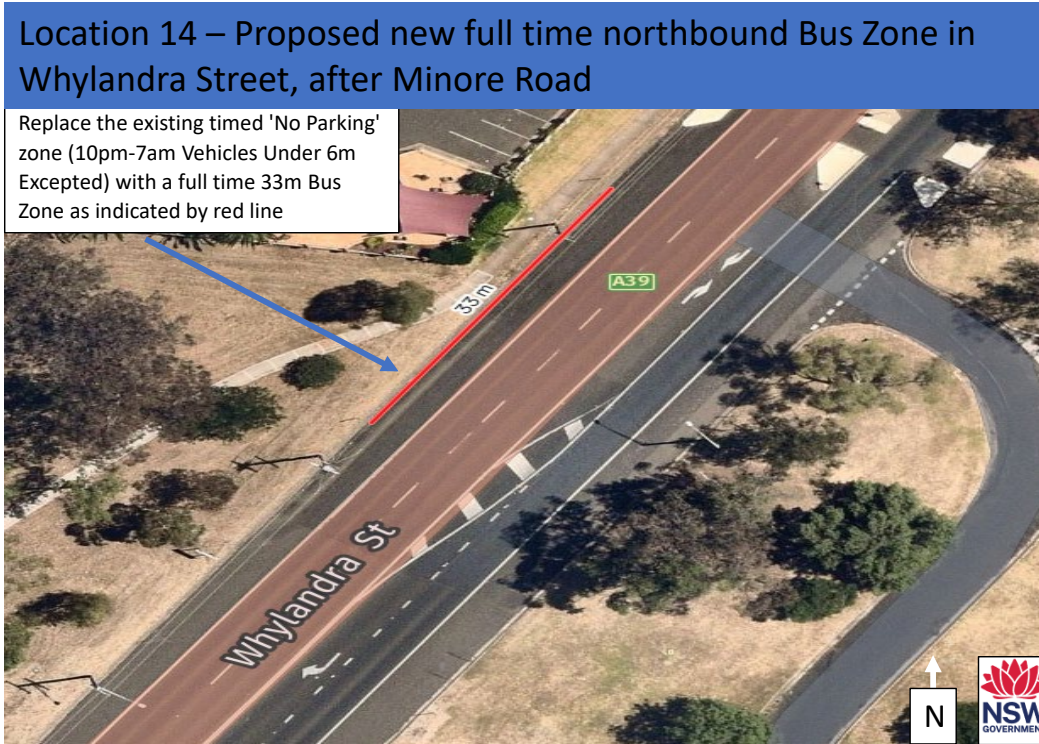 Location 14 – Proposed new full time northbound Bus Zone in
Whylandra Street, after Minore Road
Replace the existing timed 'No Parking'
zone (10pm-7am Vehicles Under 6m
Excepted) with a full time 33m Bus
Zone as indicated by red line
33 m
A39
Whylandra St
N
NSW
GOVERNMENT